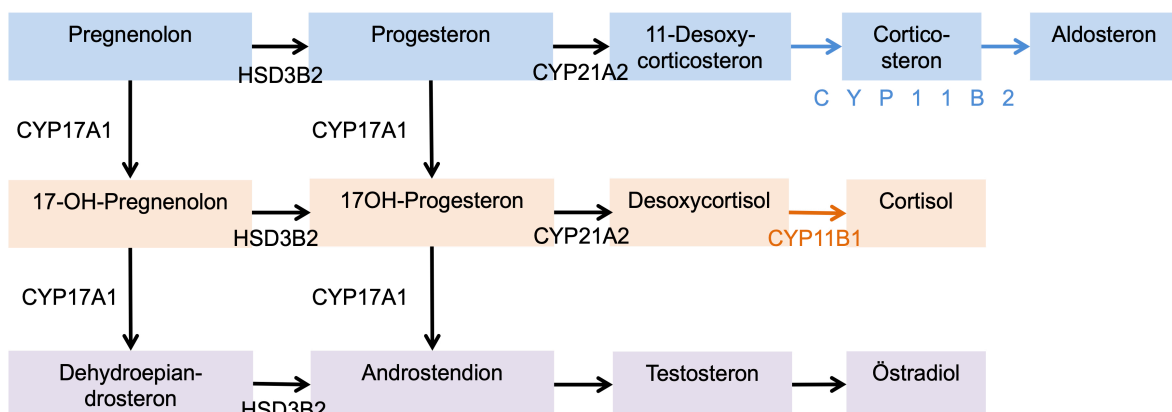 Pregnenolon
Progesteron
11-Desoxy-
corticosteron
Cortico-
steron
Aldosteron
HSD3B2
CYP21A2
C Y P 1 1 B 2
CYP17A1
CYP17A1
17-OH-Pregnenolon
17OH-Progesteron
Desoxycortisol
Cortisol
HSD3B2
CYP21A2
CYP11B1
CYP17A1
CYP17A1
Dehydroepian-
drosteron
Androstendion
Testosteron
Östradiol
HSD3B2